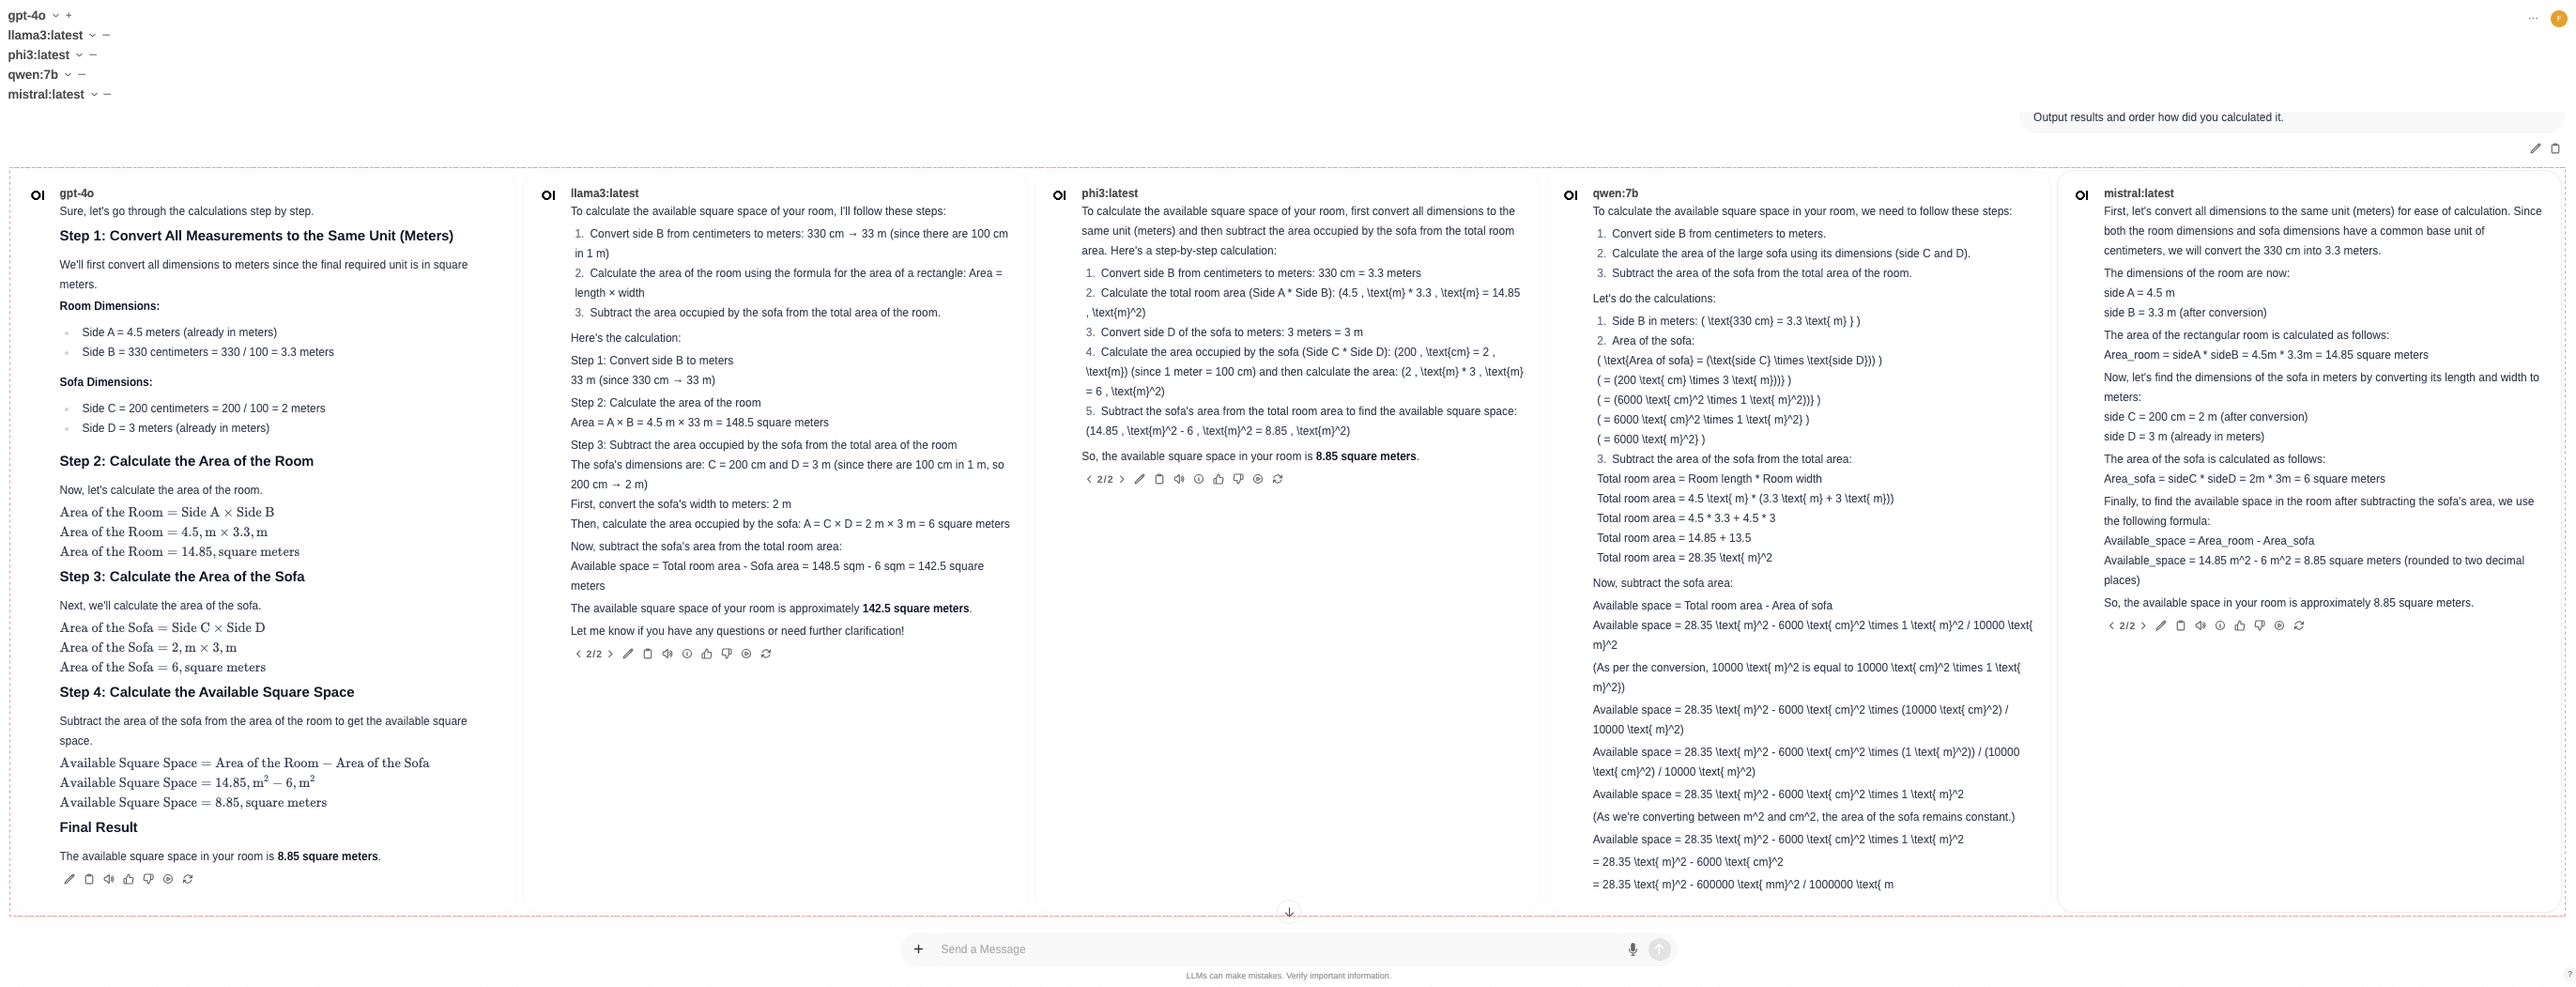 gpt-4o
llama3:latest
phi3:latest
qwen:7b
mistral:latest
F
Output results and order how did you calculated it.
gpt-4o
Sure, let's go through the calculations step by step.
Step 1: Convert All Measurements to the Same Unit (Meters)
We'll first convert all dimensions to meters since the final required unit is in square
meters.
Room Dimensions:
Side A = 4.5 meters (already in meters)
Side B = 330 centimeters = 330 / 100 = 3.3 meters
Sofa Dimensions:
Side C = 200 centimeters = 200 / 100 = 2 meters
Side D = 3 meters (already in meters)
Step 2: Calculate the Area of the Room
Now, let's calculate the area of the room.
Area of the Room = Side A × Side B
Area of the Room = 4.5, m × 3.3, m
Area of the Room = 14.85, square meters
Step 3: Calculate the Area of the Sofa
Next, we'll calculate the area of the sofa.
Area of the Sofa = Side C × Side D
Area of the Sofa = 2, m × 3, m
Area of the Sofa = 6, square meters
Step 4: Calculate the Available Square Space
Subtract the area of the sofa from the area of the room to get the available square
space.
Available Square Space = Area of the Room − Area of the Sofa
Available Square Space = 14.85, m² − 6, m²
Available Square Space = 8.85, square meters
Final Result
The available square space in your room is 8.85 square meters.
llama3:latest
To calculate the available square space of your room, I'll follow these steps:
1. Convert side B from centimeters to meters: 330 cm → 33 m (since there are 100 cm
in 1 m)
2. Calculate the area of the room using the formula for the area of a rectangle: Area =
length × width
3. Subtract the area occupied by the sofa from the total area of the room.
Here's the calculation:
Step 1: Convert side B to meters
33 m (since 330 cm → 33 m)
Step 2: Calculate the area of the room
Area = A × B = 4.5 m × 33 m = 148.5 square meters
Step 3: Subtract the area occupied by the sofa from the total area of the room
The sofa's dimensions are: C = 200 cm and D = 3 m (since there are 100 cm in 1 m, so
200 cm → 2 m)
First, convert the sofa's width to meters: 2 m
Then, calculate the area occupied by the sofa: A = C × D = 2 m × 3 m = 6 square meters
Now, subtract the sofa's area from the total room area:
Available space = Total room area - Sofa area = 148.5 sqm - 6 sqm = 142.5 square
meters
The available square space of your room is approximately 142.5 square meters.
Let me know if you have any questions or need further clarification!
2/2
phi3:latest
To calculate the available square space of your room, first convert all dimensions to the
same unit (meters) and then subtract the area occupied by the sofa from the total room
area. Here's a step-by-step calculation:
1. Convert side B from centimeters to meters: 330 cm = 3.3 meters
2. Calculate the total room area (Side A * Side B): (4.5 , \text{m} * 3.3 , \text{m} = 14.85
, \text{m}^2)
3. Convert side D of the sofa to meters: 3 meters = 3 m
4. Calculate the area occupied by the sofa (Side C * Side D): (200 , \text{cm} = 2 ,
\text{m}) (since 1 meter = 100 cm) and then calculate the area: (2 , \text{m} * 3 , \text{m}
= 6 , \text{m}^2)
5. Subtract the sofa's area from the total room area to find the available square space:
(14.85 , \text{m}^2 - 6 , \text{m}^2 = 8.85 , \text{m}^2)
So, the available square space in your room is 8.85 square meters.
2/2
qwen:7b
To calculate the available square space in your room, we need to follow these steps:
1. Convert side B from centimeters to meters.
2. Calculate the area of the large sofa using its dimensions (side C and D).
3. Subtract the area of the sofa from the total area of the room.
Let's do the calculations:
1. Side B in meters: ( \text{330 cm} = 3.3 \text{ m} } )
2. Area of the sofa:
( \text{Area of sofa} = (\text{side C} \times \text{side D})) )
( = (200 \text{ cm} \times 3 \text{ m}))} )
( = (6000 \text{ cm}^2 \times 1 \text{ m}^2))} )
( = 6000 \text{ cm}^2 \times 1 \text{ m}^2} )
( = 6000 \text{ m}^2} )
3. Subtract the area of the sofa from the total area:
Total room area = Room length * Room width
Total room area = 4.5 \text{ m} * (3.3 \text{ m} + 3 \text{ m}))
Total room area = 4.5 * 3.3 + 4.5 * 3
Total room area = 14.85 + 13.5
Total room area = 28.35 \text{ m}^2
Now, subtract the sofa area:
Available space = Total room area - Area of sofa
Available space = 28.35 \text{ m}^2 - 6000 \text{ cm}^2 \times 1 \text{ m}^2 / 10000 \text{
m}^2
(As per the conversion, 10000 \text{ m}^2 is equal to 10000 \text{ cm}^2 \times 1 \text{
m}^2})
Available space = 28.35 \text{ m}^2 - 6000 \text{ cm}^2 \times (10000 \text{ cm}^2) /
10000 \text{ m}^2)
Available space = 28.35 \text{ m}^2 - 6000 \text{ cm}^2 \times (1 \text{ m}^2)) / (10000
\text{ cm}^2) / 10000 \text{ m}^2)
Available space = 28.35 \text{ m}^2 - 6000 \text{ cm}^2 \times 1 \text{ m}^2
(As we're converting between m^2 and cm^2, the area of the sofa remains constant.)
Available space = 28.35 \text{ m}^2 - 6000 \text{ cm}^2 \times 1 \text{ m}^2
= 28.35 \text{ m}^2 - 6000 \text{ cm}^2
= 28.35 \text{ m}^2 - 600000 \text{ mm}^2 / 1000000 \text{ m
mistral:latest
First, let's convert all dimensions to the same unit (meters) for ease of calculation. Since
both the room dimensions and sofa dimensions have a common base unit of
centimeters, we will convert the 330 cm into 3.3 meters.
The dimensions of the room are now:
side A = 4.5 m
side B = 3.3 m (after conversion)
The area of the rectangular room is calculated as follows:
Area_room = sideA * sideB = 4.5m * 3.3m = 14.85 square meters
Now, let's find the dimensions of the sofa in meters by converting its length and width to
meters:
side C = 200 cm = 2 m (after conversion)
side D = 3 m (already in meters)
The area of the sofa is calculated as follows:
Area_sofa = sideC * sideD = 2m * 3m = 6 square meters
Finally, to find the available space in the room after subtracting the sofa's area, we use
the following formula:
Available_space = Area_room - Area_sofa
Available_space = 14.85 m^2 - 6 m^2 = 8.85 square meters (rounded to two decimal
places)
So, the available space in your room is approximately 8.85 square meters.
2/2
Send a Message
LLMs can make mistakes. Verify important information.
?